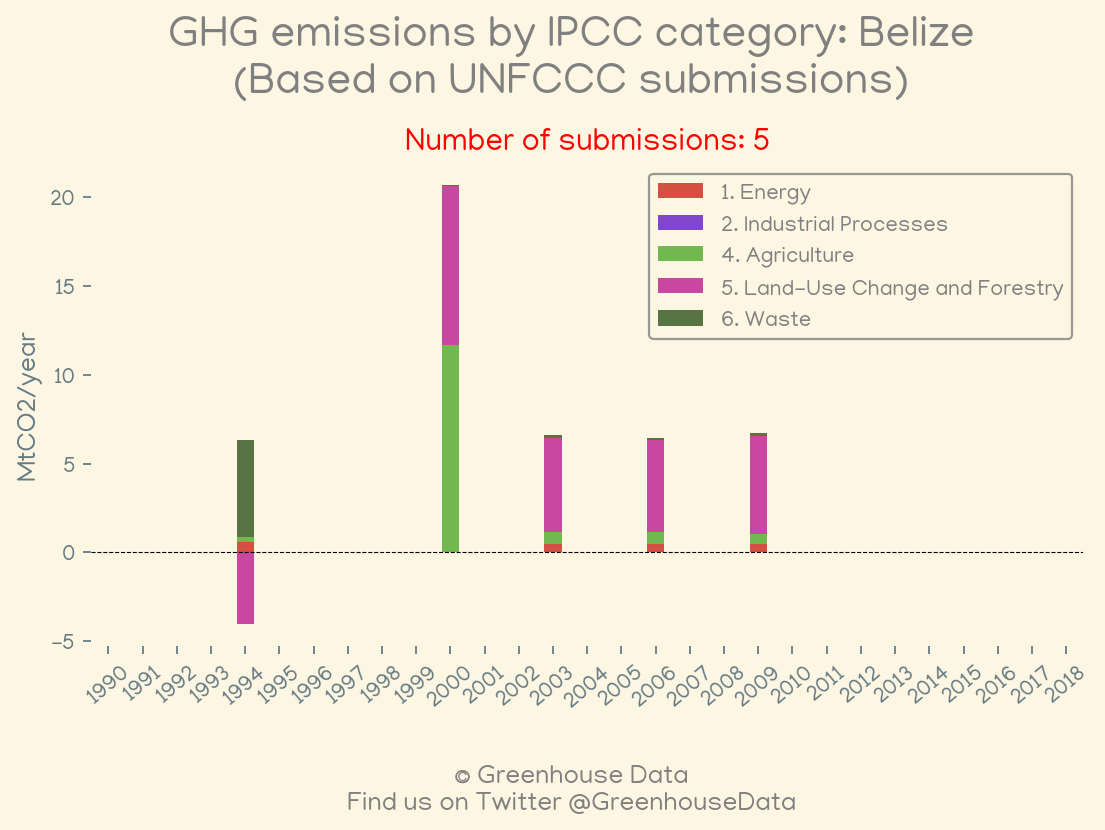 GHG emissions by IPCC category: Belize
(Based on UNFCCC submissions)
Number of submissions: 5
1. Energy
2. Industrial Processes
4. Agriculture
5. Land-Use Change and Forestry
6. Waste
MtCO2/year
20
15
10
5
0
-5
1990 1991 1992 1993 1994 1995 1996 1997 1998 1999 2000 2001 2002 2003 2004 2005 2006 2007 2008 2009 2010 2011 2012 2013 2014 2015 2016 2017 2018
© Greenhouse Data
Find us on Twitter @GreenhouseData